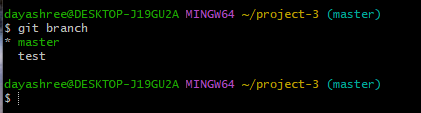 dayashree@DESKTOP-J19GU2A MINGW64 ~/project-3 (master)
$ git branch
* master
  test
dayashree@DESKTOP-J19GU2A MINGW64 ~/project-3 (master)
$